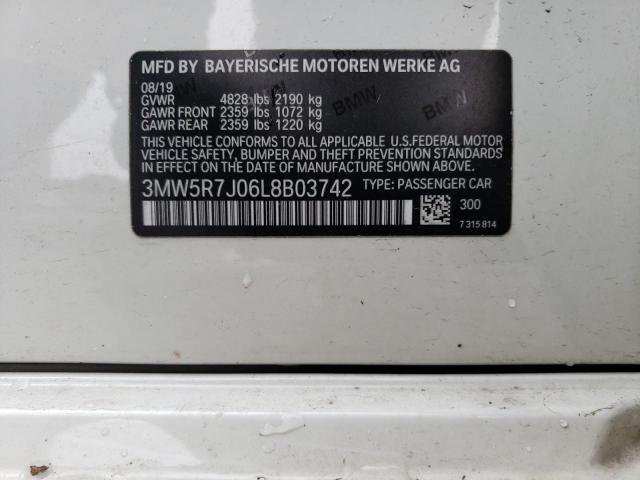 MFD BY BAYERISCHE MOTOREN WERKE AG
08/19
GVWR 4828 lbs 2190 kg
GAWR FRONT 2359 lbs 1072 kg
GAWR REAR 2359 lbs 1220 kg
THIS VEHICLE CONFORMS TO ALL APPLICABLE U.S.FEDERAL MOTOR
VEHICLE SAFETY, BUMPER, AND THEFT PREVENTION STANDARDS
IN EFFECT ON THE DATE OF MANUFACTURE SHOWN ABOVE.
3MW5R7J06L8B03742 TYPE: PASSENGER CAR
300
7 315 814
BMW
BMW